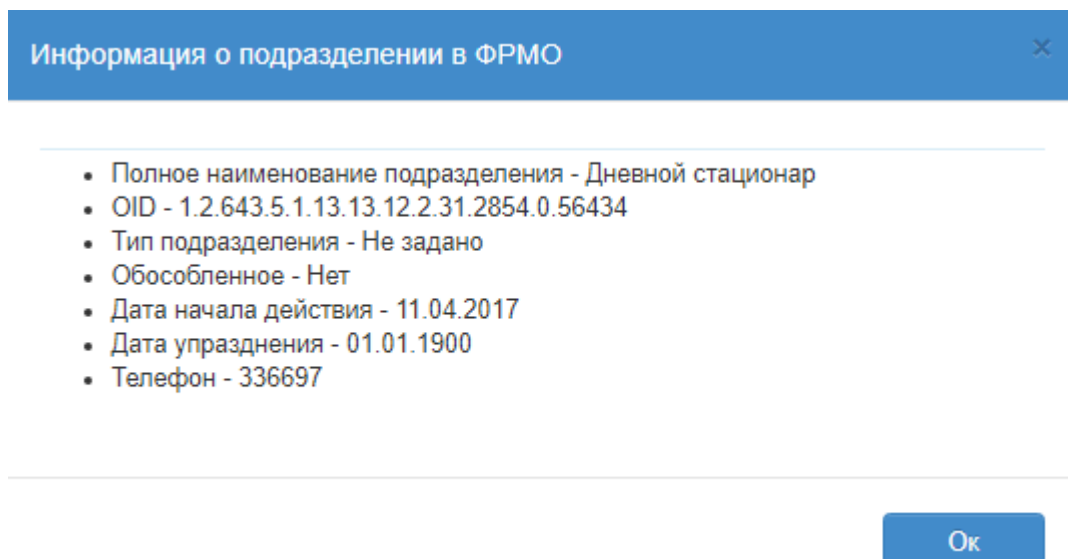 Информация о подразделении в ФРМО
×
• Полное наименование подразделения - Дневной стационар
• OID - 1.2.643.5.1.13.13.12.2.31.2854.0.56434
• Тип подразделения - Не задано
• Обособленное - Нет
• Дата начала действия - 11.04.2017
• Дата упразднения - 01.01.1900
• Телефон - 336697
Ок